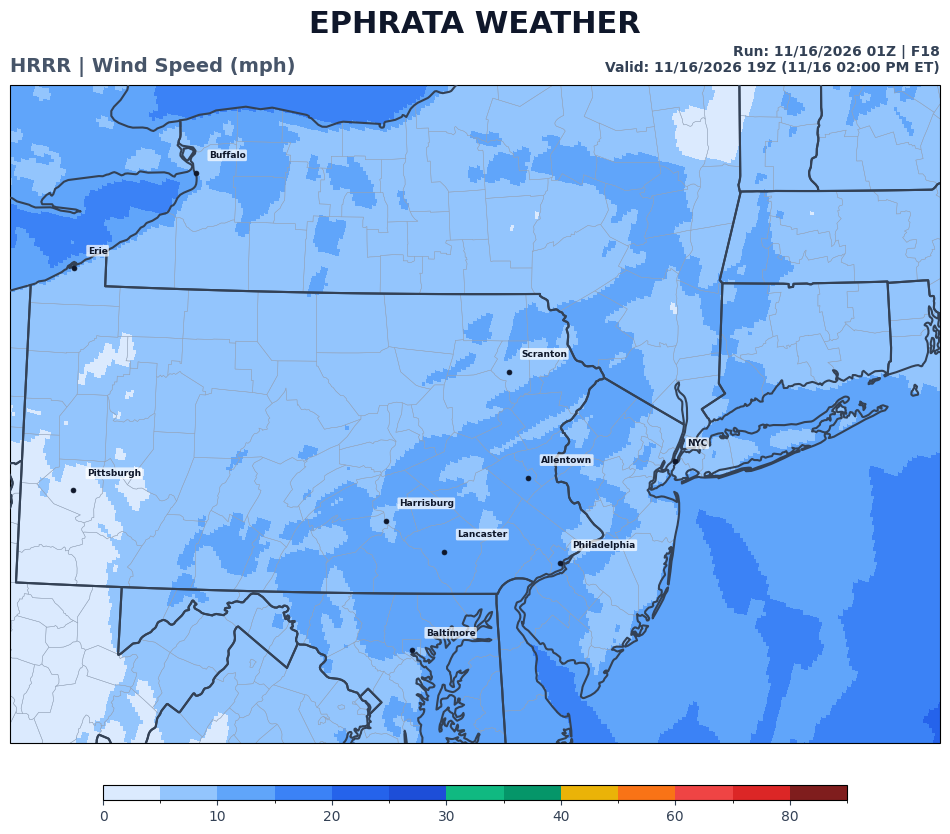 EPHRATA WEATHER
HRRR | Wind Speed (mph)
Run: 11/16/2026 01Z | F18
Valid: 11/16/2026 19Z (11/16 02:00 PM ET)
Buffalo
Erie
Scranton
NYC
Allentown
Pittsburgh
Harrisburg
Lancaster
Philadelphia
Baltimore
0 10 20 30 40 50 60 70 80